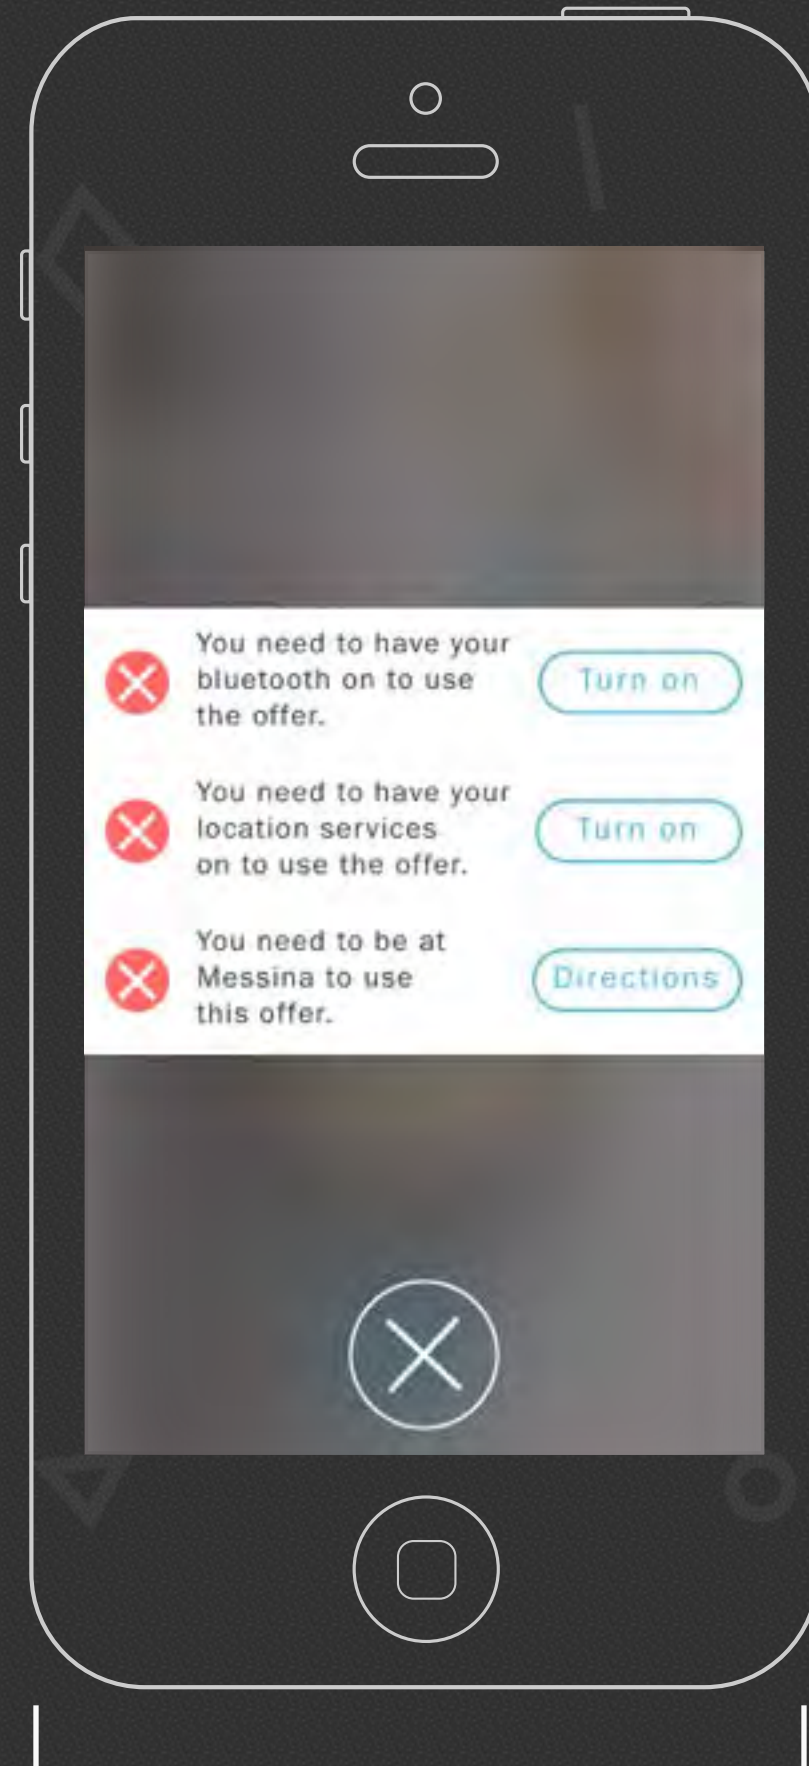 You need to have your
bluetooth on to use
the offer.
Turn on
You need to have your
location services
on to use the offer.
Turn on
You need to be at
Messina to use
this offer.
Directions